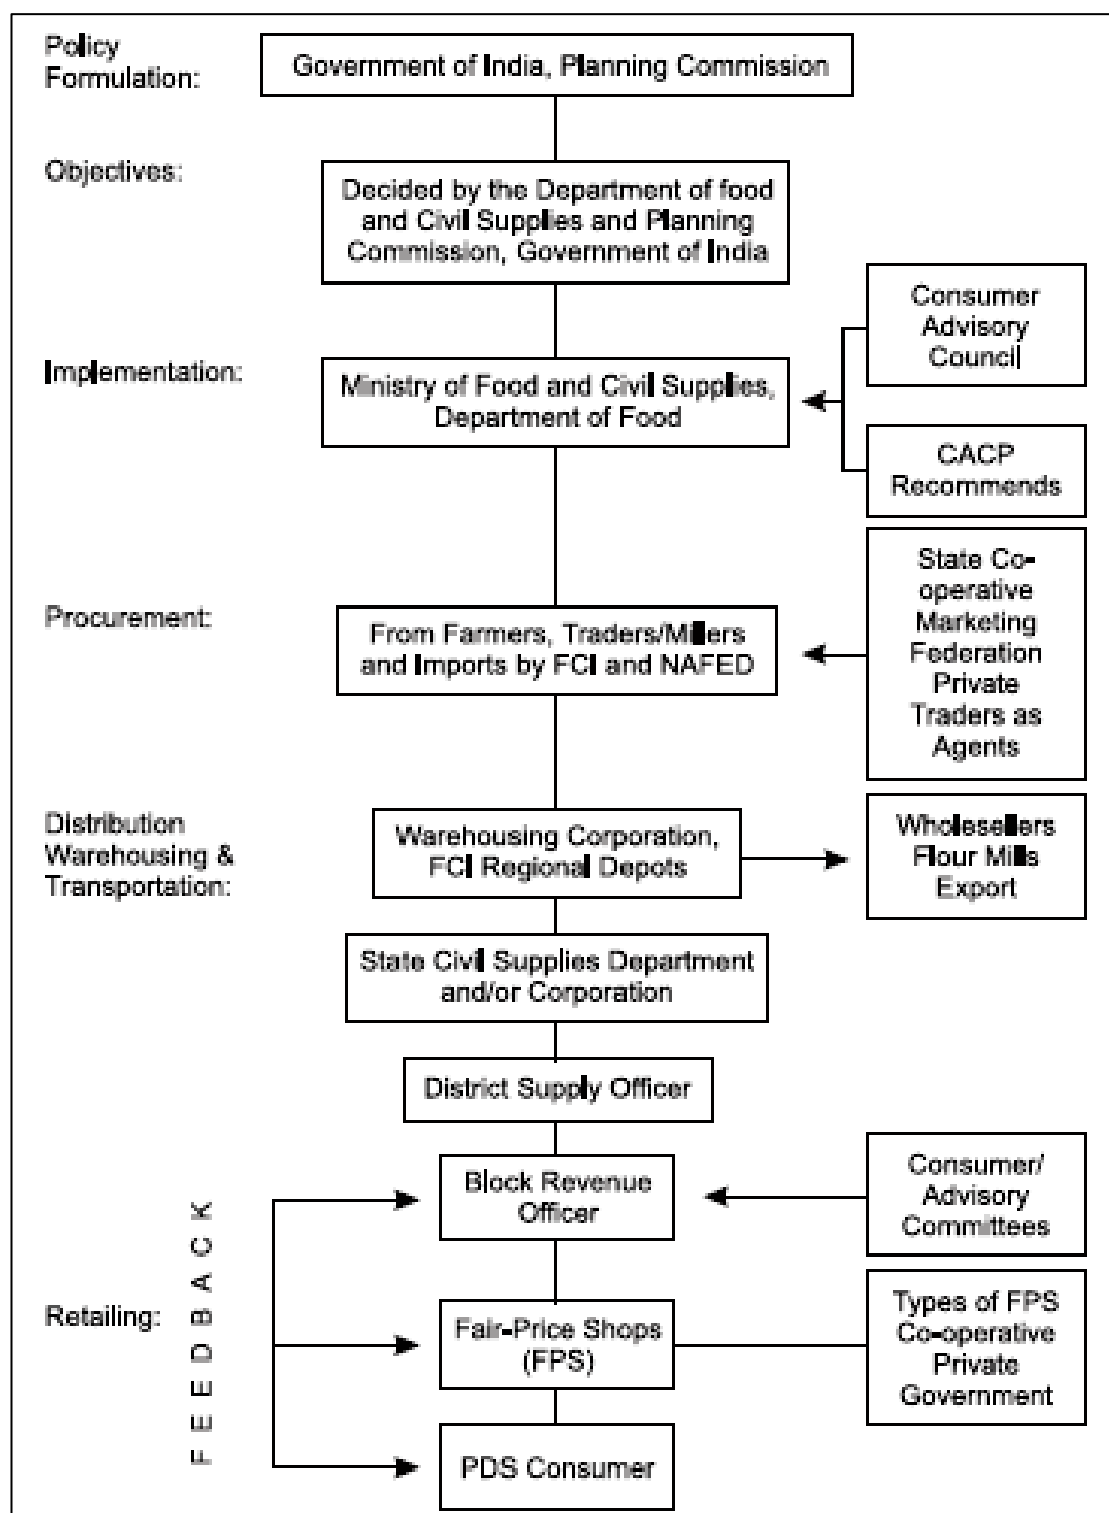 Policy
Formulation:
Government of India, Planning Commission
Objectives:
Decided by the Department of food
and Civil Supplies and Planning
Commission, Government of India
Consumer
Advisory
Council
Implementation:
Ministry of Food and Civil Supplies,
Department of Food
CACP
Recommends
Procurement:
From Farmers, Traders/Millers
and Imports by FCI and NAFED
State Co-
operative
Marketing
Federation
Private
Traders as
Agents
Distribution
Warehousing &
Transportation:
Warehousing Corporation,
FCI Regional Depots
Wholesellers
Flour Mills
Export
State Civil Supplies Department
and/or Corporation
District Supply Officer
Block Revenue
Officer
Consumer/
Advisory
Committees
Retailing:
FEEDBACK
Fair-Price Shops
(FPS)
Types of FPS
Co-operative
Private
Government
PDS Consumer